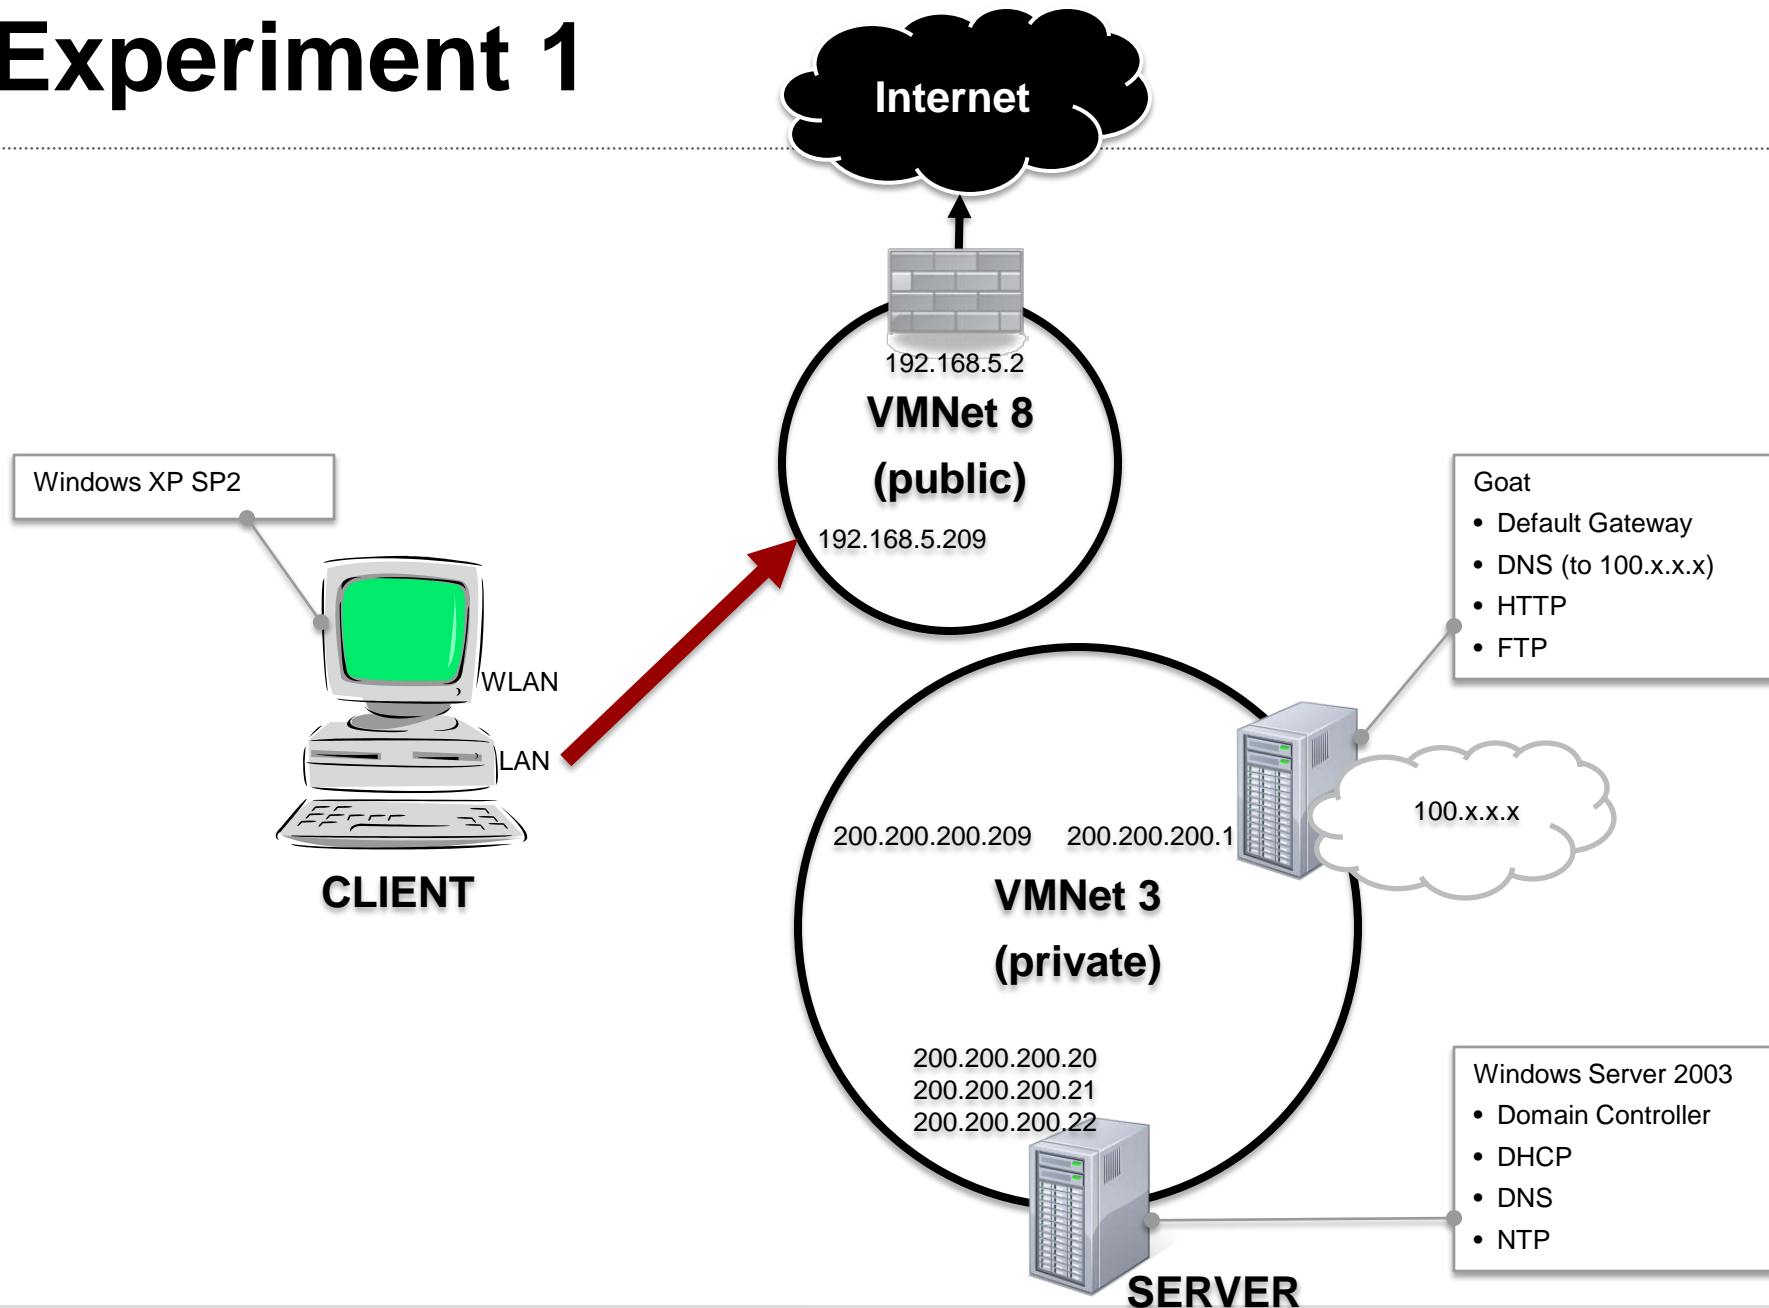 Experiment 1
Internet
192.168.5.2
VMNet 8
(public)
192.168.5.209
Windows XP SP2
WLAN
LAN
CLIENT
Goat
• Default Gateway
• DNS (to 100.x.x.x)
• HTTP
• FTP
100.x.x.x
200.200.200.209
200.200.200.1
VMNet 3
(private)
200.200.200.20
200.200.200.21
200.200.200.22
SERVER
Windows Server 2003
• Domain Controller
• DHCP
• DNS
• NTP